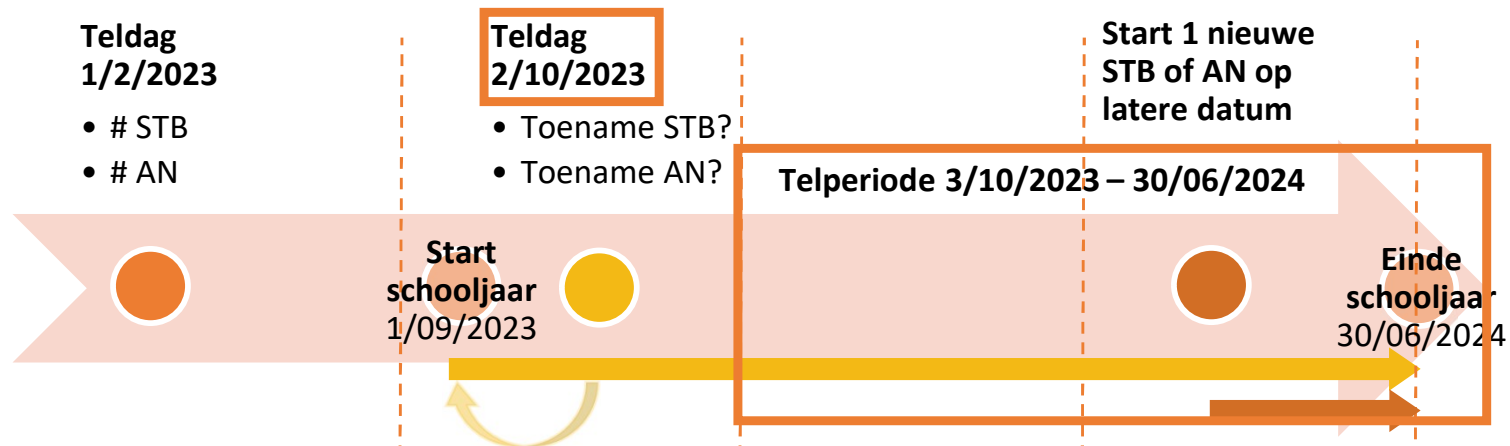 Teldag
1/2/2023
• # STB
• # AN
Teldag
2/10/2023
• Toename STB?
• Toename AN?
Start 1 nieuwe
STB of AN op
latere datum
Telperiode 3/10/2023 – 30/06/2024
Start
schooljaar
1/09/2023
Einde
schooljaar
30/06/2024